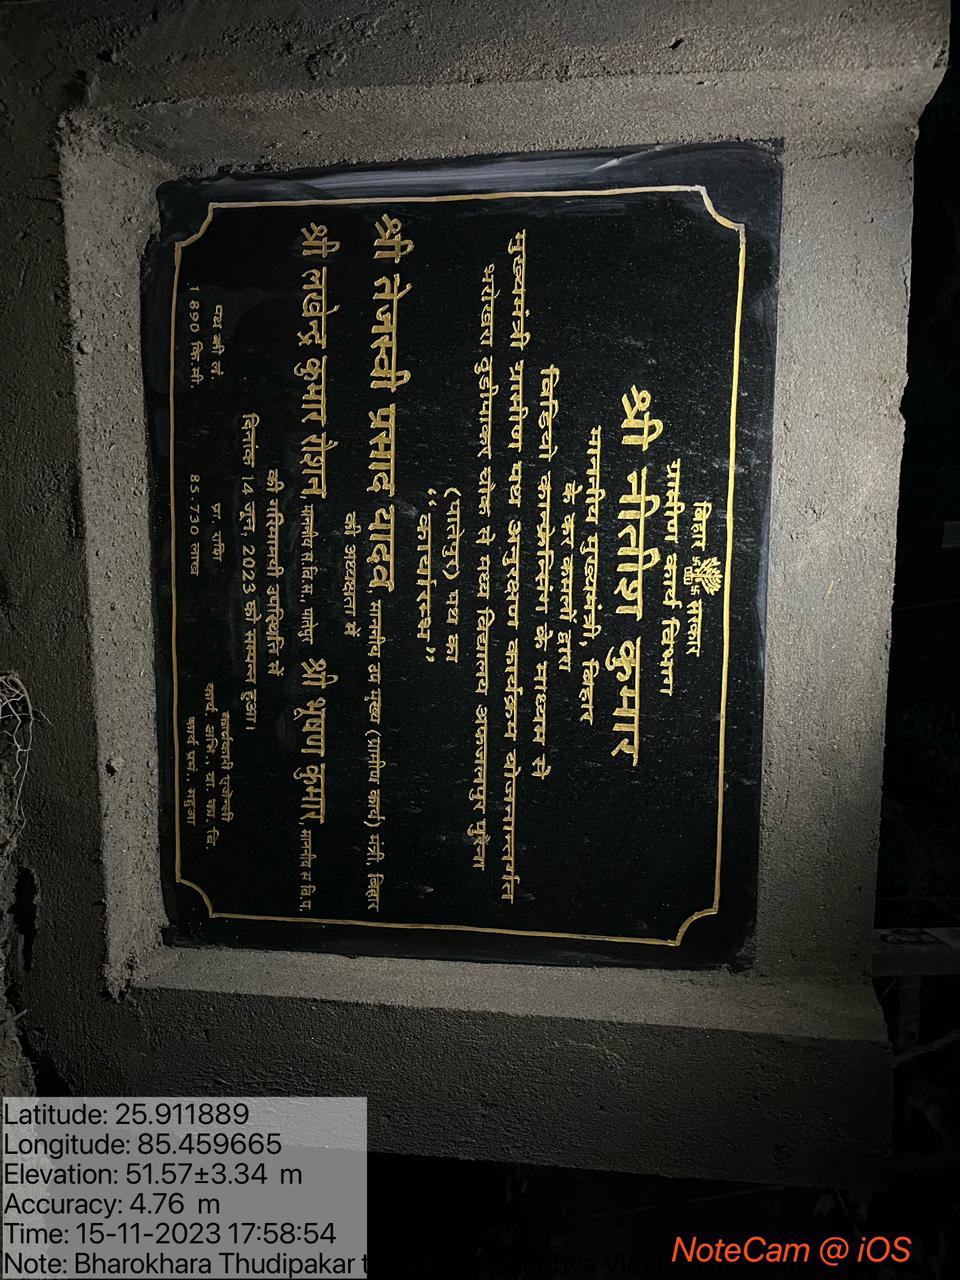 बिहार सरकार
ग्रामीण कार्य विभाग
श्री नीतीश कुमार
माननीय मुख्यमंत्री, बिहार
के कर कमलों द्वारा
विडियो कान्फ्रेन्सिंग के माध्यम से
मुख्यमंत्री ग्रामीण पथ अनुरक्षण कार्यक्रम योजनान्तर्गत
भरोखरा थुडीपाकर चौक से मध्य विद्यालय अफजलपुर
(पातेपुर) पथ का
“कार्यारम्भ”
श्री तेजस्वी प्रसाद यादव, माननीय उप मुख्य (ग्रामीण कार्य) मंत्री, बिहार
की अध्यक्षता में
श्री लखेन्द्र कुमार रौशन, माननीय स.वि.स., पातेपुर श्री भूषण कुमार, माननीय स.वि.प.
की गरिमामयी उपस्थिति में
दिनांक 14 जून, 2023 को सम्पन्न हुआ।
पथ की लं. प्रा. राशि कार्यकारी एजेन्सी
1.890 कि.मी. 85.730 लाख कार्य. अभि., ग्रा. का. वि.
कार्य प्रम., महुआ
Latitude: 25.911889
Longitude: 85.459665
Elevation: 51.57±3.34 m
Accuracy: 4.76 m
Time: 15-11-2023 17:58:54
Note: Bharokhara Thudipakar
NoteCam @ iOS